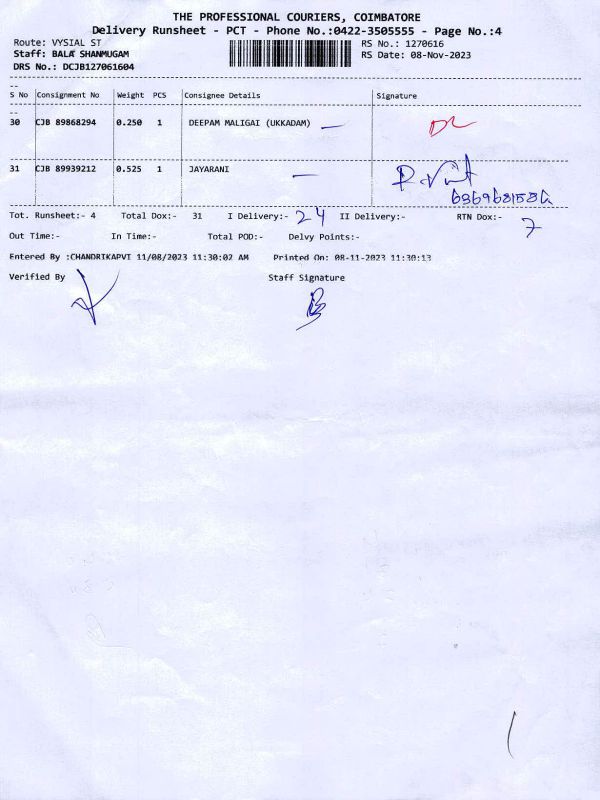 THE PROFESSIONAL COURIERS, COIMBATORE
Delivery Runsheet - PCT - Phone No.:0422-3505555 - Page No.:4
Route: VYSIAL ST RS No.: 1270616
Staff: BALA SHANMUGAM RS Date: 08-Nov-2023
DRS No.: DCJB127061604
S No Consignment No Weight PCS Consignee Details Signature
30 CJB 89868294 0.250 1 DEEPAM MALIGAI (UKKADAM) DL
31 CJB 89939212 0.525 1 JAYARANI
Tot. Runsheet:- 4 Total Dox:- 31 I Delivery:- 24 II Delivery:- RTN Dox:- 7
Out Time:- In Time:- Total POD:- Delvy Points:-
Entered By :CHANDRIKAPVI 11/08/2023 11:30:02 AM Printed On: 08-11-2023 11:30:13
Verified By Staff Signature